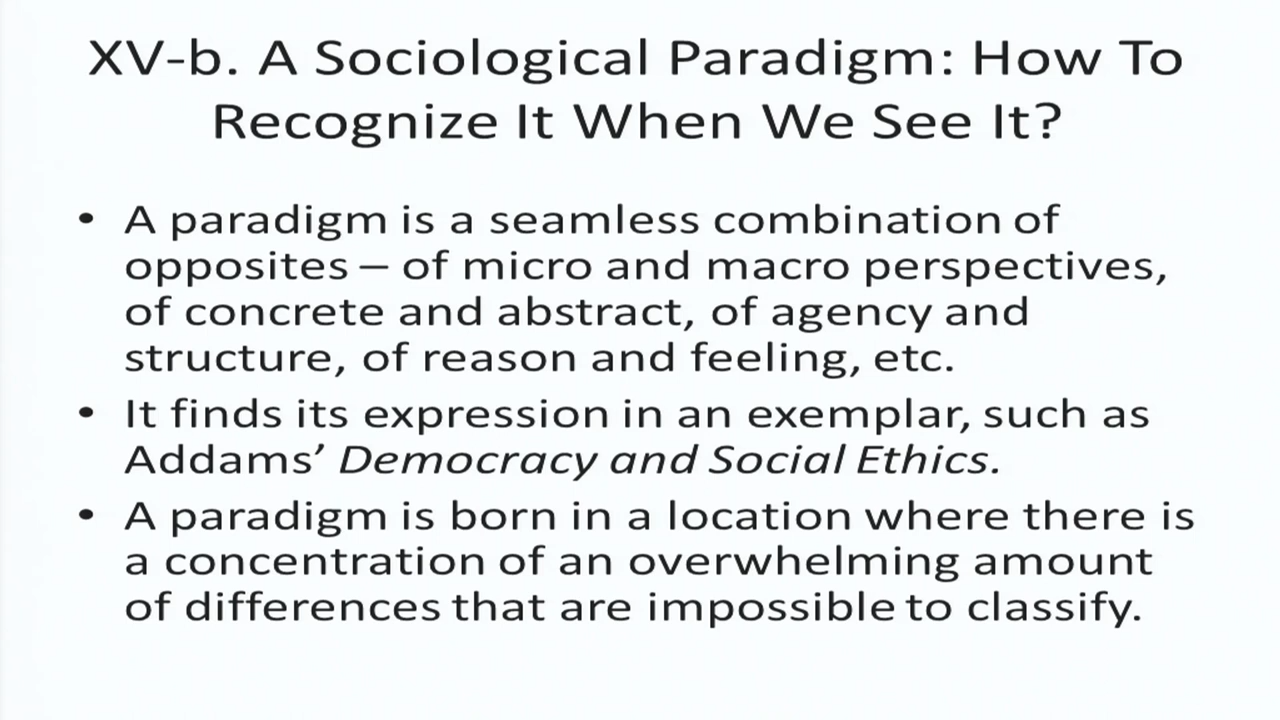 XV-b. A Sociological Paradigm: How To
Recognize It When We See It?
• A paradigm is a seamless combination of
opposites – of micro and macro perspectives,
of concrete and abstract, of agency and
structure, of reason and feeling, etc.
• It finds its expression in an exemplar, such as
Addams’ Democracy and Social Ethics.
• A paradigm is born in a location where there is
a concentration of an overwhelming amount
of differences that are impossible to classify.